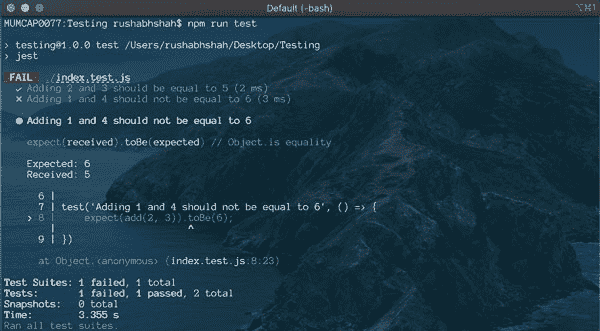 Default (-bash)
MUMCAP0077:Testing rushabhshah$ npm run test
> testing@1.0.0 test /Users/rushabhshah/Desktop/Testing
> jest
FAIL ./index.test.js
✓ Adding 2 and 3 should be equal to 5 (2 ms)
✕ Adding 1 and 4 should not be equal to 6 (3 ms)
● Adding 1 and 4 should not be equal to 6
expect(received).toBe(expected) // Object.is equality
Expected: 6
Received: 5
6 |
7 | test('Adding 1 and 4 should not be equal to 6', () => {
> 8 | expect(add(2, 3)).toBe(6);
| ^
9 | })
at Object.<anonymous> (index.test.js:8:23)
Test Suites: 1 failed, 1 total
Tests: 1 failed, 1 passed, 2 total
Snapshots: 0 total
Time: 3.355 s
Ran all test suites.